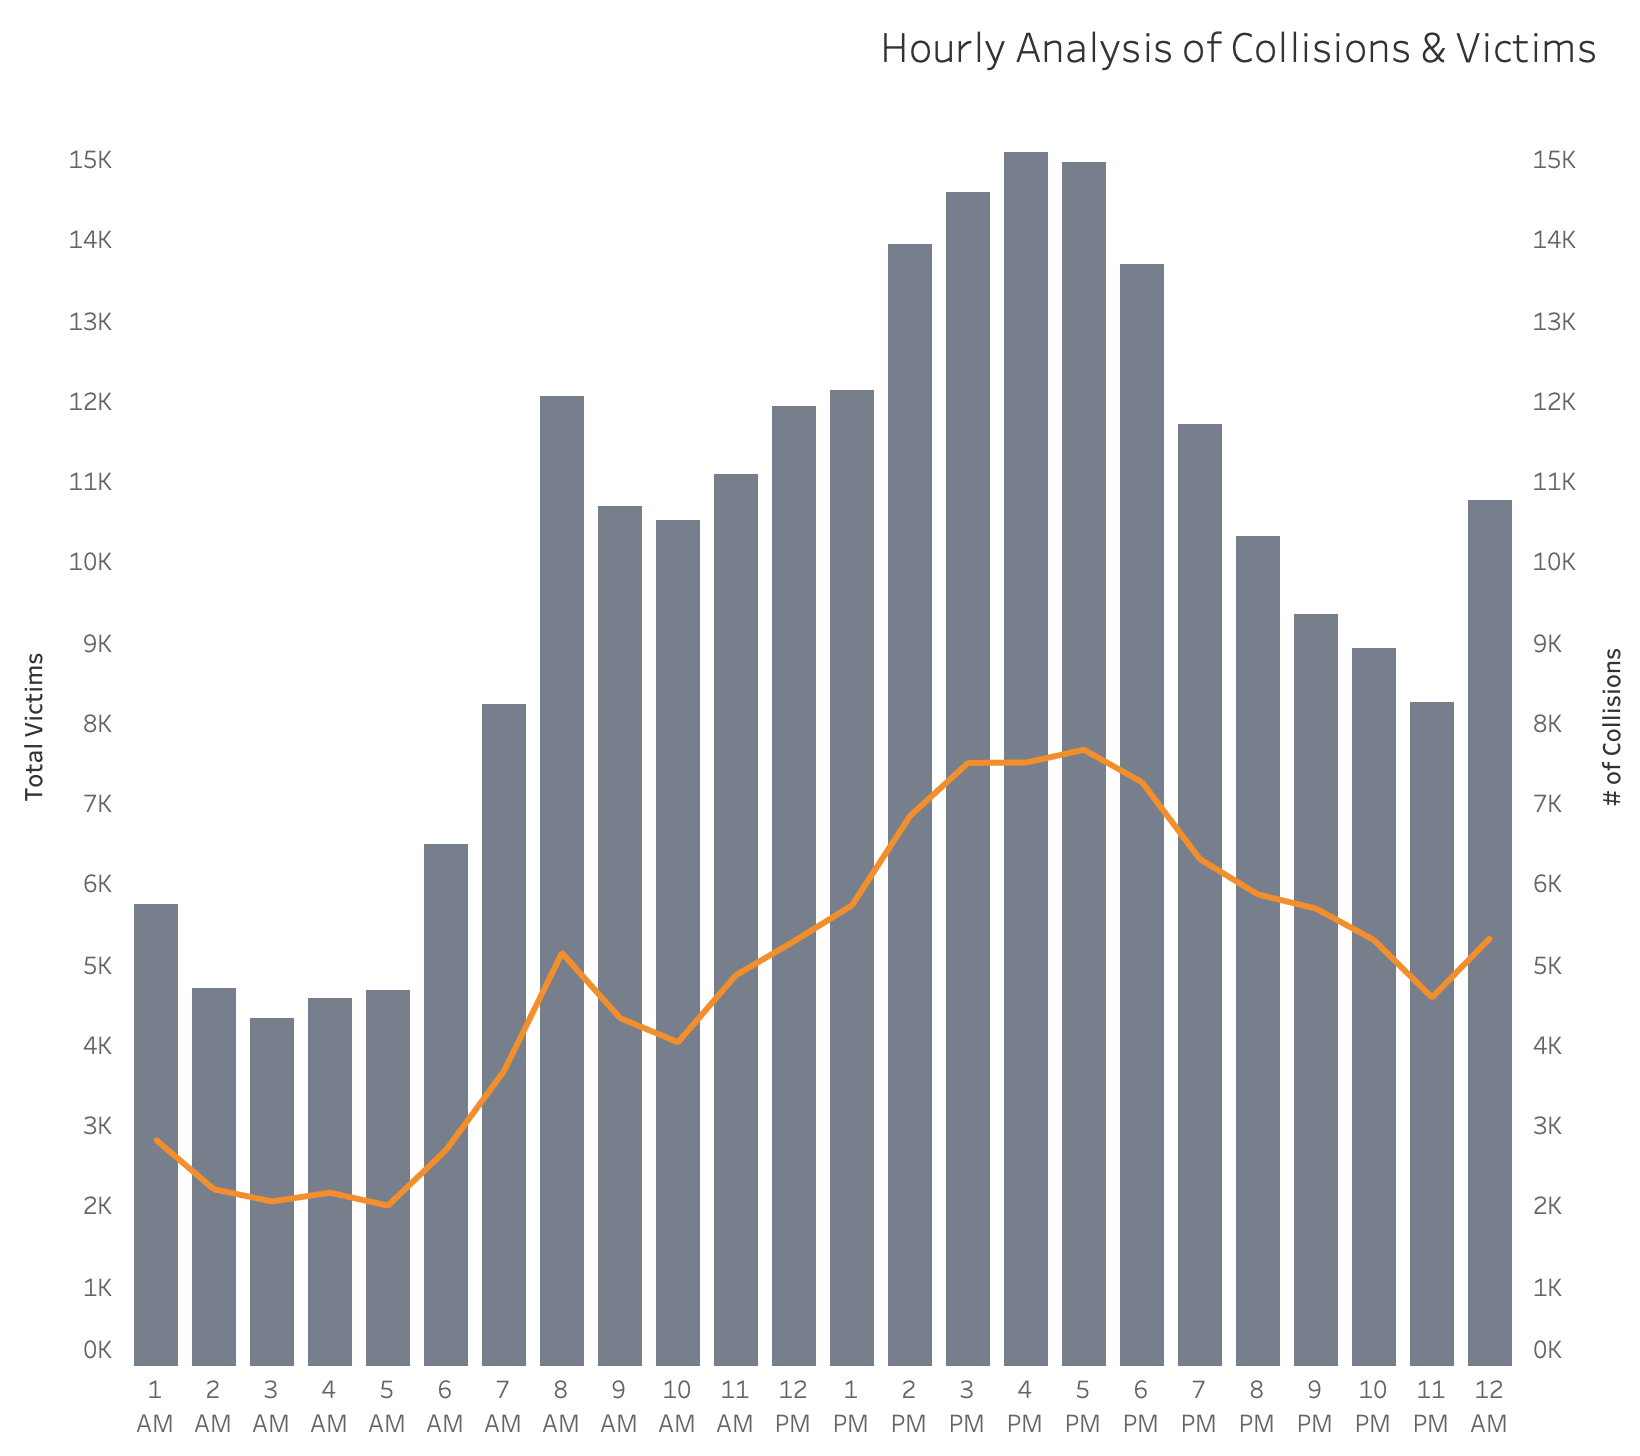 Hourly Analysis of Collisions & Victims
15K 15K
14K 14K
13K 13K
12K 12K
11K 11K
10K 10K
9K 9K
8K 8K
7K 7K
6K 6K
5K 5K
4K 4K
3K 3K
2K 2K
1K 1K
0K 0K
Total Victims
# of Collisions
1 2 3 4 5 6 7 8 9 10 11 12 1 2 3 4 5 6 7 8 9 10 11 12
AM AM AM AM AM AM AM AM AM AM AM PM PM PM PM PM PM PM PM PM PM PM PM AM